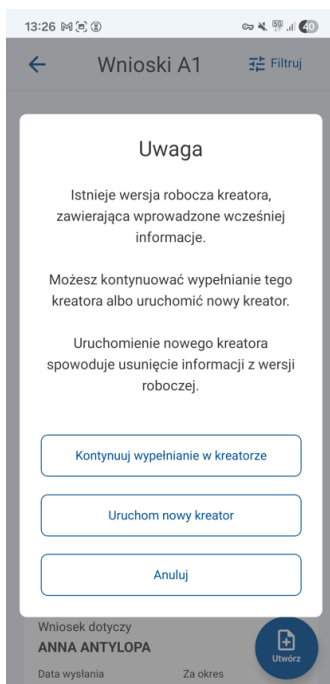 13:26
40
Wnioski A1
Filtruj
Uwaga
Istnieje wersja robocza kreatora,
zawierająca wprowadzone wcześniej
informacje.
Możesz kontynuować wypełnianie tego
kreatora albo uruchomić nowy kreator.
Uruchomienie nowego kreatora
spowoduje usunięcie informacji z wersji
roboczej.
Kontynuuj wypełnianie w kreatorze
Uruchom nowy kreator
Anuluj
Wniosek dotyczy
ANNA ANTYLOPA
Utwórz
Data wysłania
Za okres